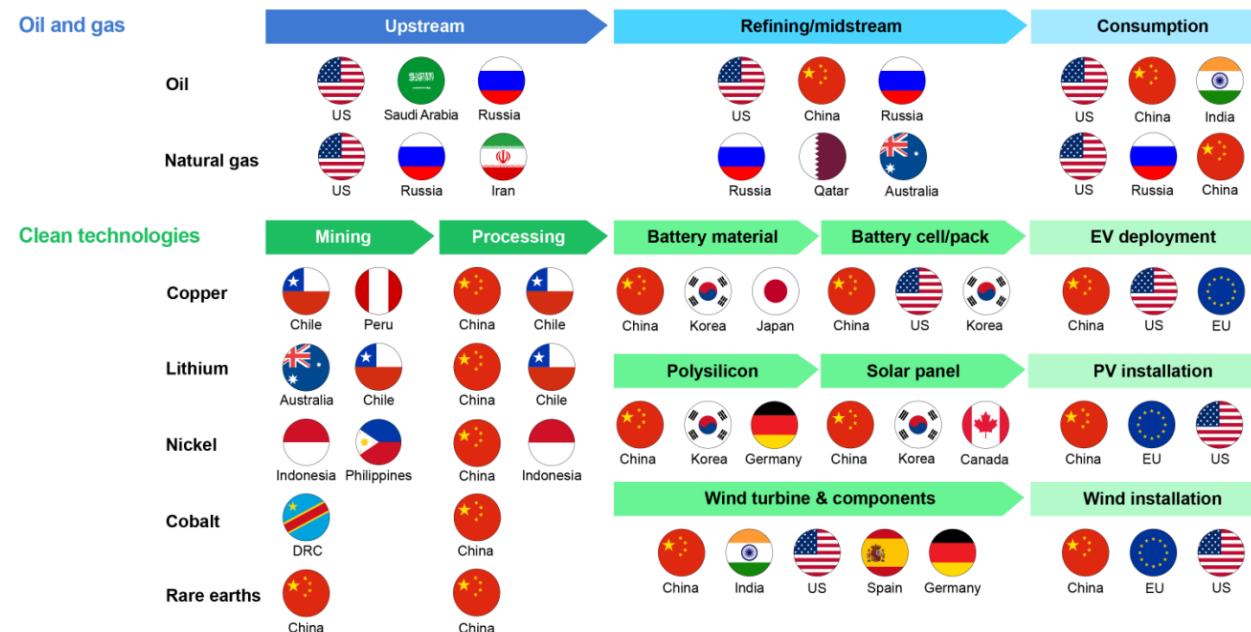 Oil and gas
Upstream
Refining/midstream
Consumption
Oil
US Saudi Arabia Russia
US China Russia
US China India
Natural gas
US Russia Iran
Russia Qatar Australia
US Russia China
Clean technologies
Mining
Processing
Battery material
Battery cell/pack
EV deployment
Copper
Chile Peru
China Chile
China Korea Japan
China US Korea
China US EU
Lithium
Australia Chile
China Chile
Polysilicon
Solar panel
PV installation
Nickel
Indonesia Philippines
China Indonesia
China Korea Germany
China Korea Canada
China EU US
Cobalt
DRC
China
Wind turbine & components
Wind installation
China India US Spain Germany
China EU US
Rare earths
China
China